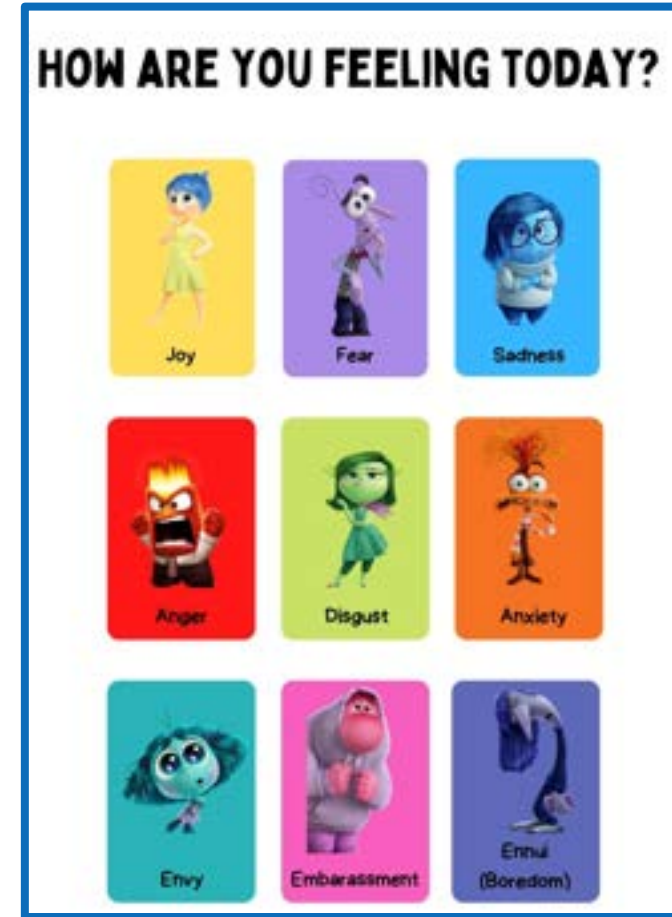 HOW ARE YOU FEELING TODAY?
Joy
Fear
Sadness
Anger
Disgust
Anxiety
Envy
Embarassment
Ennui
(Boredom)